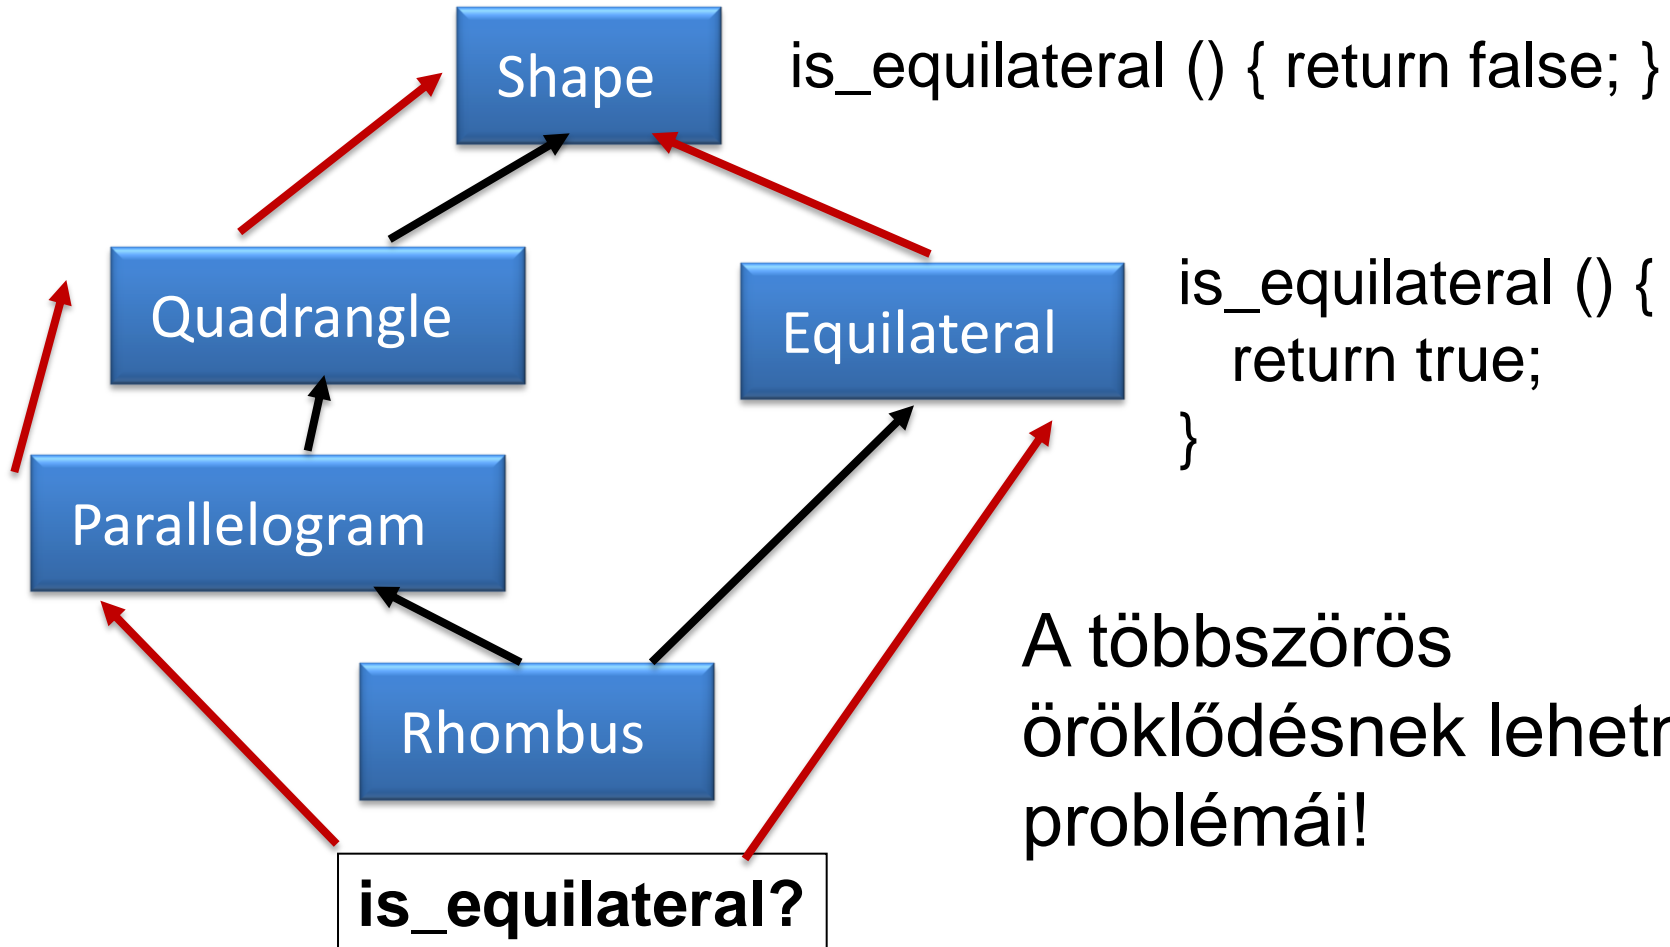 Shape
is_equilateral () { return false; }
Quadrangle
Equilateral
is_equilateral () {
return true;
}
Parallelogram
Rhombus
A többszörös
öröklődésnek
problémái!
is_equilateral?